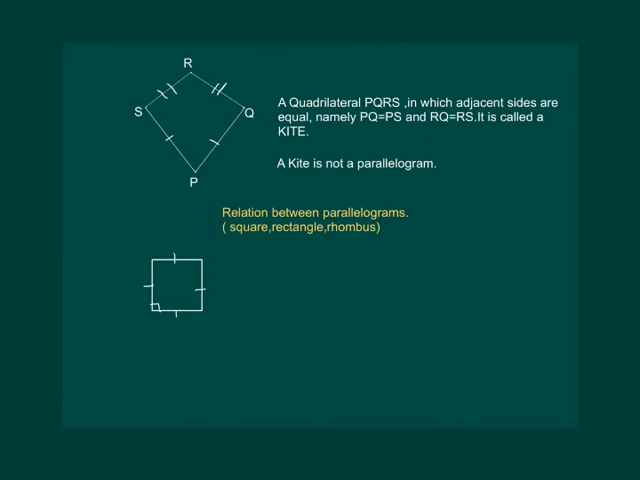 R
S
Q
P
A Quadrilateral PQRS ,in which adjacent sides are
equal, namely PQ=PS and RQ=RS.It is called a
KITE.
A Kite is not a parallelogram.
Relation between parallelograms.
( square,rectangle,rhombus)